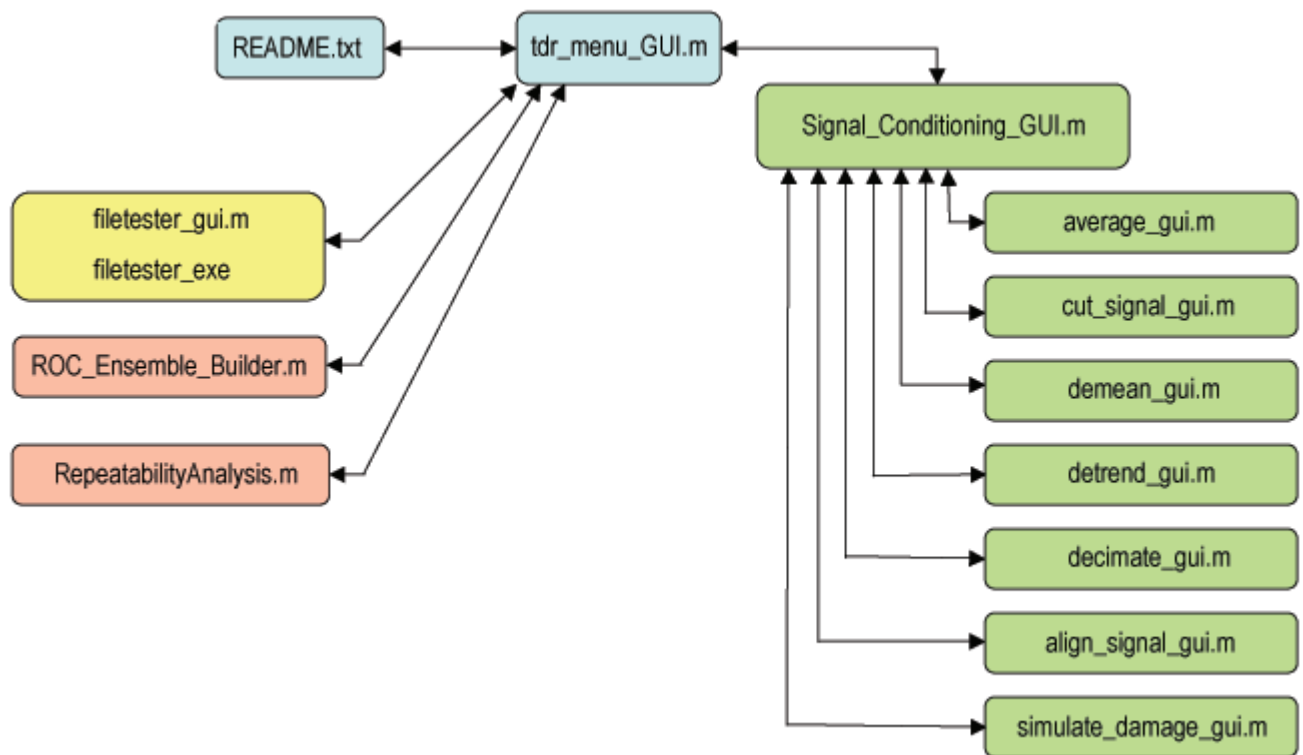 README.txt
tdr_menu_GUI.m
Signal_Conditioning_GUI.m
filetester_gui.m
filetester_exe
ROC_Ensemble_Builder.m
RepeatabilityAnalysis.m
average_gui.m
cut_signal_gui.m
demean_gui.m
detrend_gui.m
decimate_gui.m
align_signal_gui.m
simulate_damage_gui.m